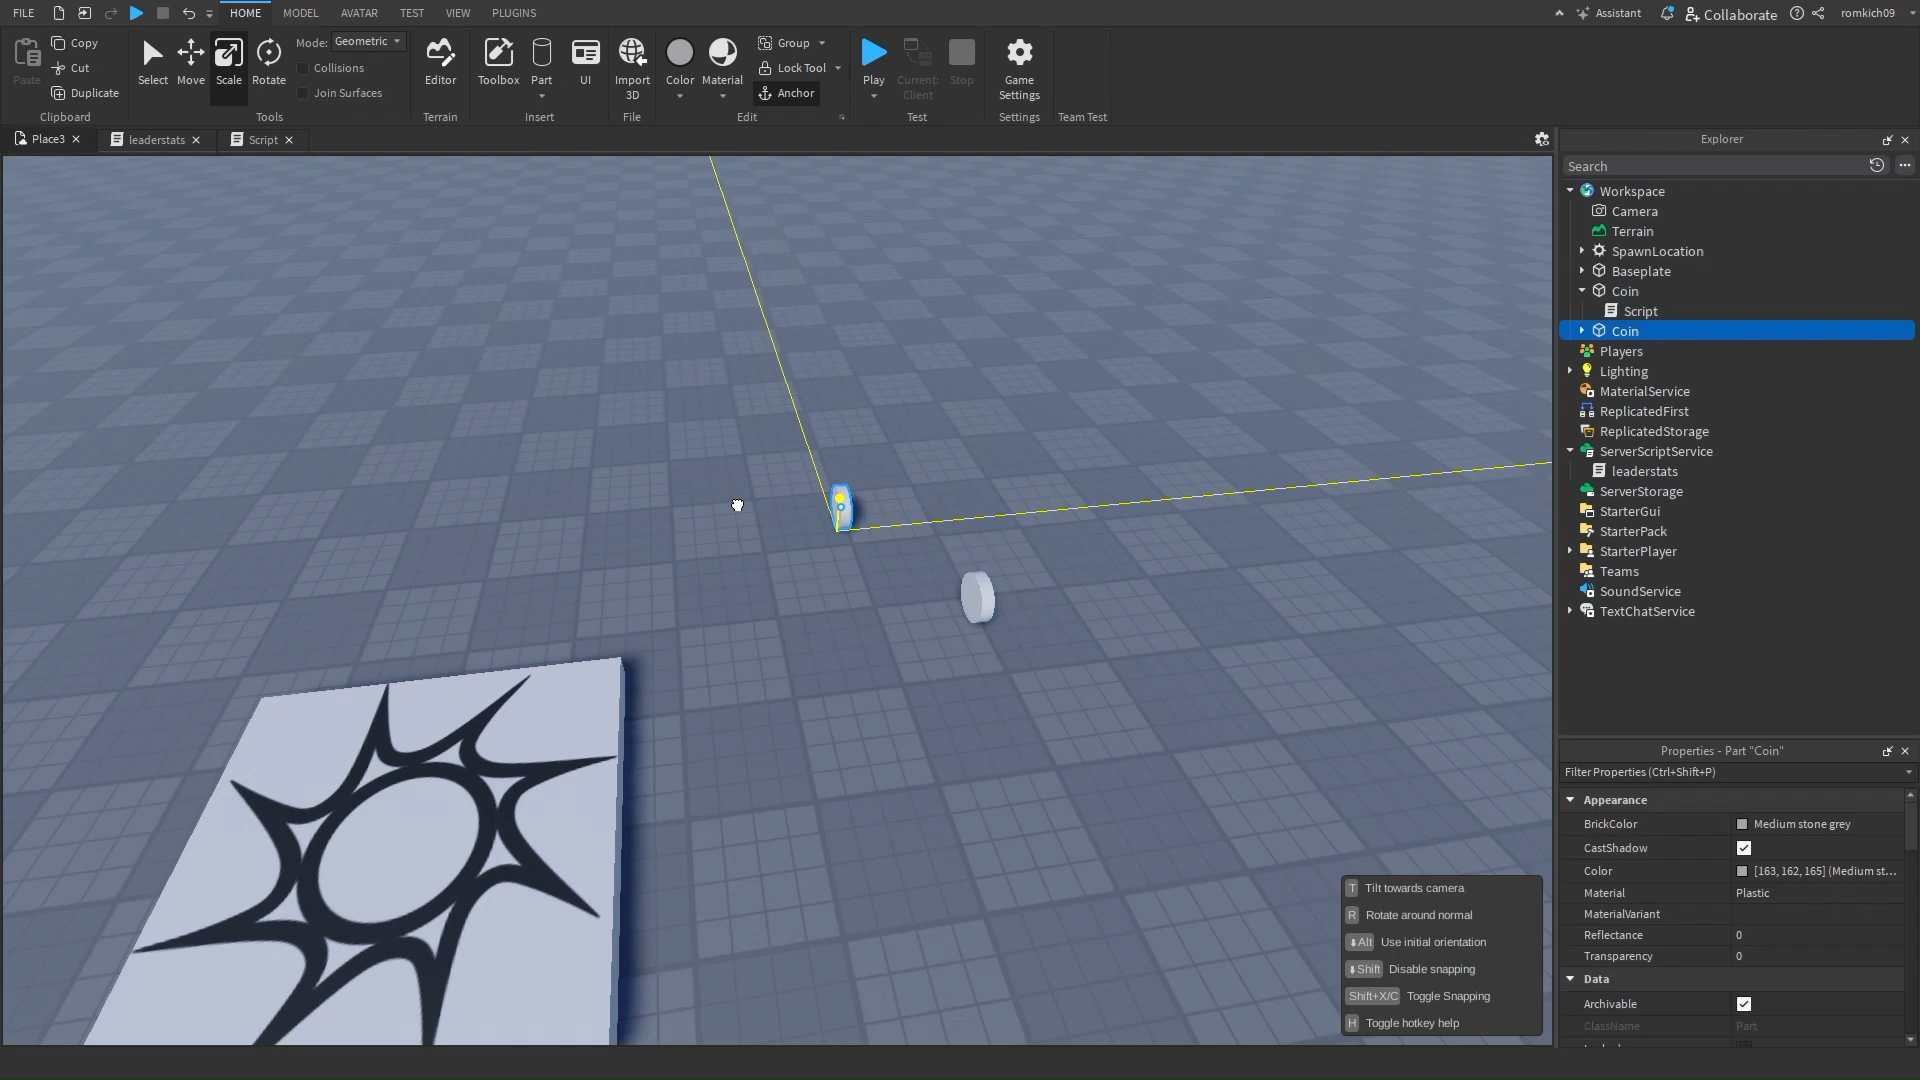 FILE HOME MODEL AVATAR TEST VIEW PLUGINS Assistant Collaborate romkich09
Paste Copy Cut Duplicate Clipboard
Select Move Scale Rotate Mode: Geometric Collisions Join Surfaces Tools
Editor Terrain
Toolbox Part UI Insert
Import 3D File
Color Material Group Lock Tool Anchor Edit
Play Current: Client Stop Test
Game Settings Settings
Team Test
Place3 leaderstats Script
Explorer
Search
Workspace
Camera
Terrain
SpawnLocation
Baseplate
Coin
Script
Coin
Players
Lighting
MaterialService
ReplicatedFirst
ReplicatedStorage
ServerScriptService
leaderstats
ServerStorage
StarterGui
StarterPack
StarterPlayer
Teams
SoundService
TextChatService
Properties - Part "Coin"
Filter Properties (Ctrl+Shift+P)
Appearance
BrickColor Medium stone grey
CastShadow
Color [163, 162, 165] (Medium st...
Material Plastic
MaterialVariant
Reflectance 0
Transparency 0
Data
Archivable
ClassName Part
T Tilt towards camera
R Rotate around normal
Alt Use initial orientation
Shift Disable snapping
Shift+X/C Toggle Snapping
H Toggle hotkey help